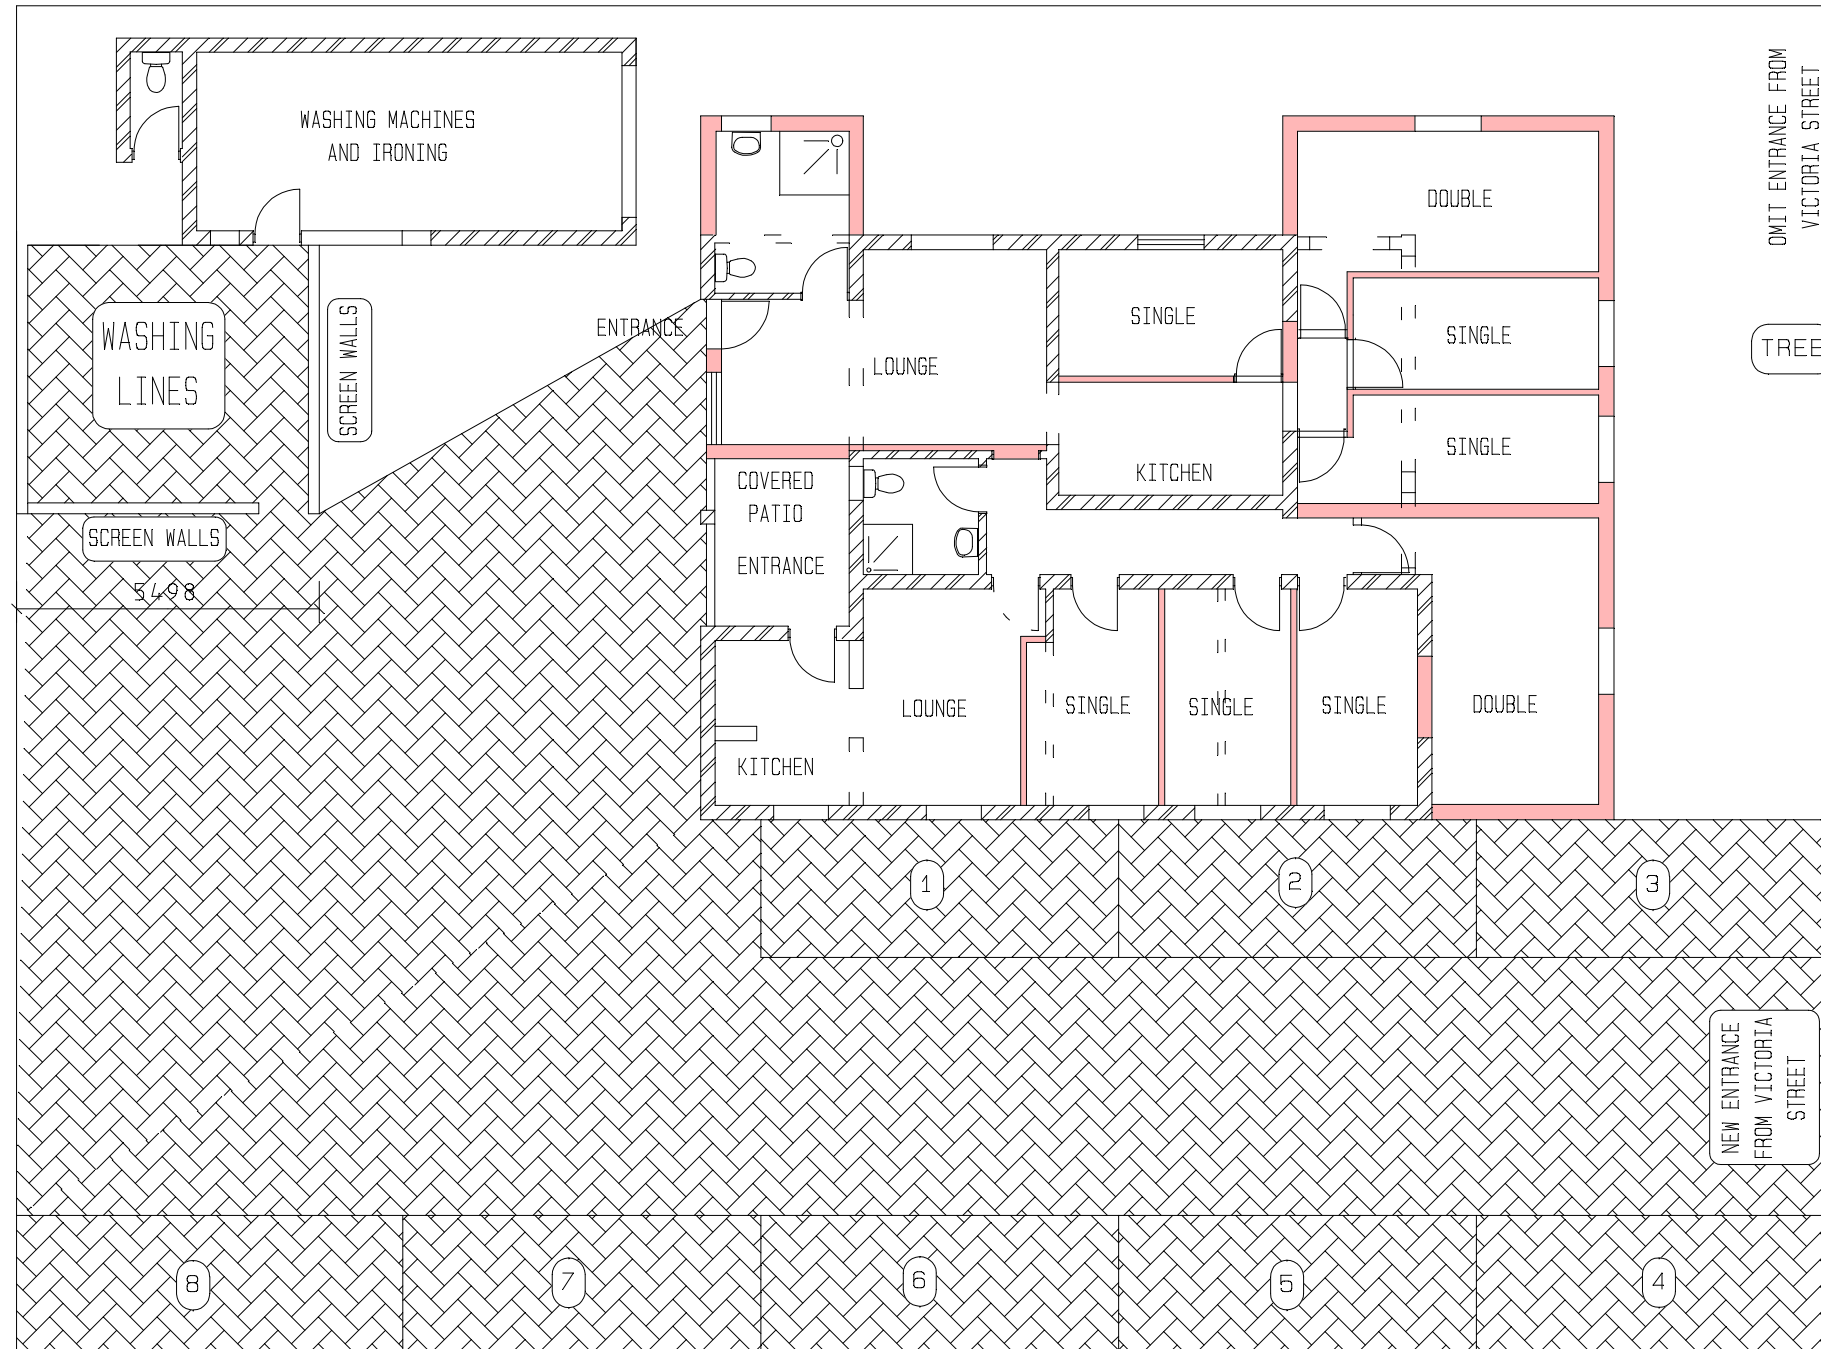 WASHING MACHINES
AND IRONING
OMIT ENTRANCE FROM
VICTORIA STREET
DOUBLE
WASHING
LINES
SCREEN WALLS
ENTRANCE
LOUNGE
SINGLE
SINGLE
TREE
SINGLE
KITCHEN
COVERED
PATIO
ENTRANCE
SCREEN WALLS
5498
LOUNGE
SINGLE
SINGLE
SINGLE
DOUBLE
KITCHEN
1
2
3
NEW ENTRANCE
FROM VICTORIA
STREET
8
7
6
5
4